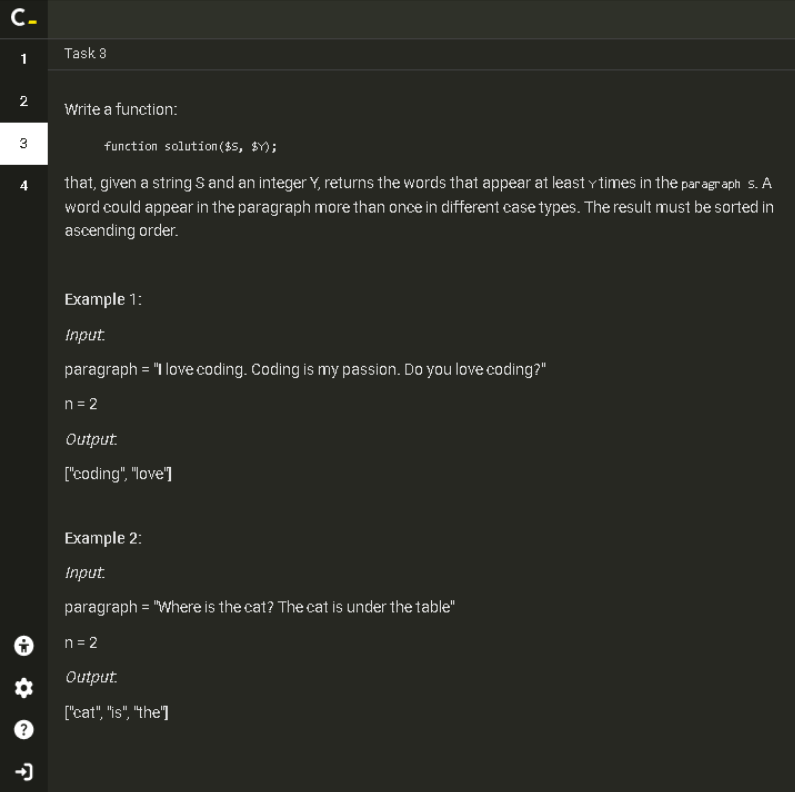 C_
1
2
3
4
Task 3
Write a function:
function solution($S, $Y);
that, given a string S and an integer Y, returns the words that appear at least Y times in the paragraph S. A
word could appear in the paragraph more than once in different case types. The result must be sorted in
ascending order.
Example 1:
Input:
paragraph = "I love coding. Coding is my passion. Do you love coding?"
n = 2
Output:
["coding", "love"]
Example 2:
Input:
paragraph = "Where is the cat? The cat is under the table"
n = 2
Output:
["cat", "is", "the"]
?